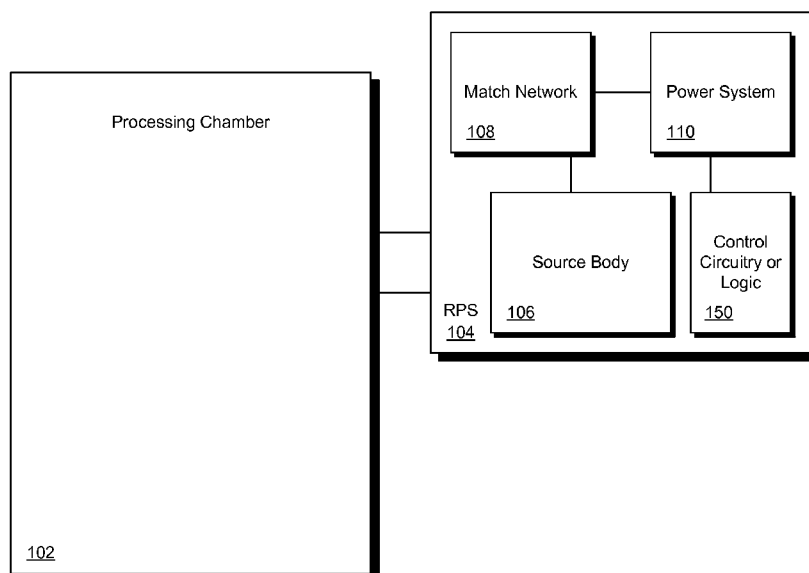 Processing Chamber
102
Match Network
108
Power System
110
Source Body
106
Control
Circuitry or
Logic
150
RPS
104